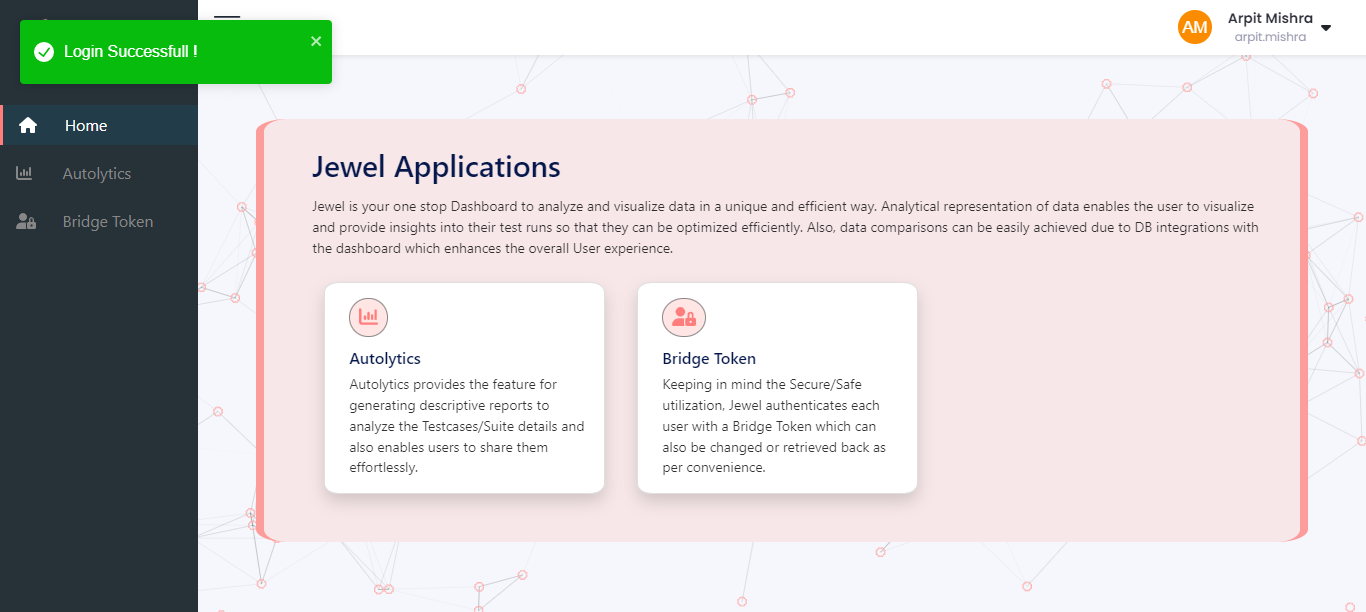 Login Successfull !
AM
Arpit Mishra
arpit.mishra
Home
Autolytics
Bridge Token
Jewel Applications
Jewel is your one stop Dashboard to analyze and visualize data in a unique and efficient way. Analytical representation of data enables the user to visualize
and provide insights into their test runs so that they can be optimized efficiently. Also, data comparisons can be easily achieved due to DB integrations with
the dashboard which enhances the overall User experience.
Autolytics
Autolytics provides the feature for
generating descriptive reports to
analyze the Testcases/Suite details and
also enables users to share them
effortlessly.
Bridge Token
Keeping in mind the Secure/Safe
utilization, Jewel authenticates each
user with a Bridge Token which can
also be changed or retrieved back as
per convenience.